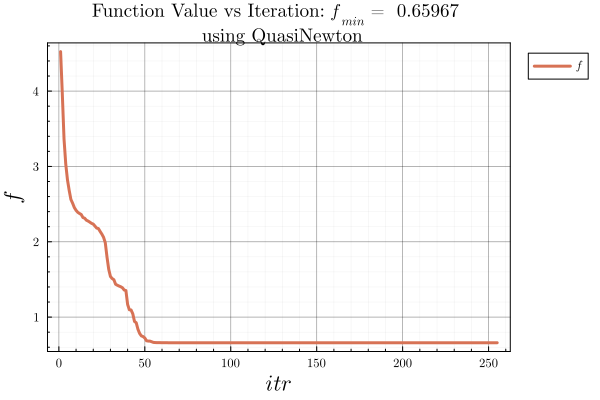 Function Value vs Iteration: f_min = 0.65967
using QuasiNewton
f
f
4
3
2
1
0 50 100 150 200 250
itr